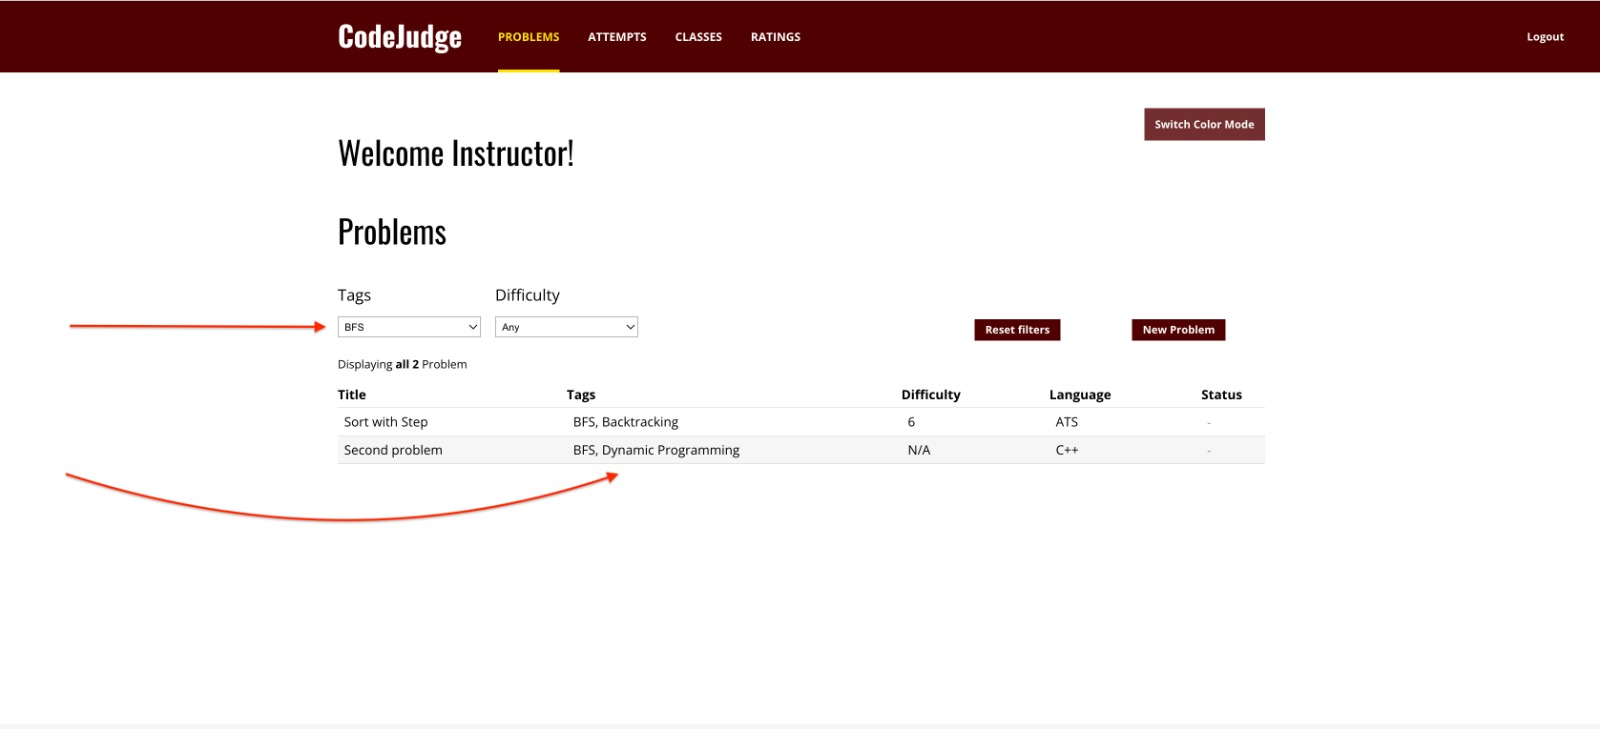 CodeJudge PROBLEMS ATTEMPTS CLASSES RATINGS Logout
Switch Color Mode
Welcome Instructor!
Problems
Tags Difficulty
BFS Any Reset filters New Problem
Displaying all 2 Problem
Title Tags Difficulty Language Status
Sort with Step BFS, Backtracking 6 ATS -
Second problem BFS, Dynamic Programming N/A C++ -